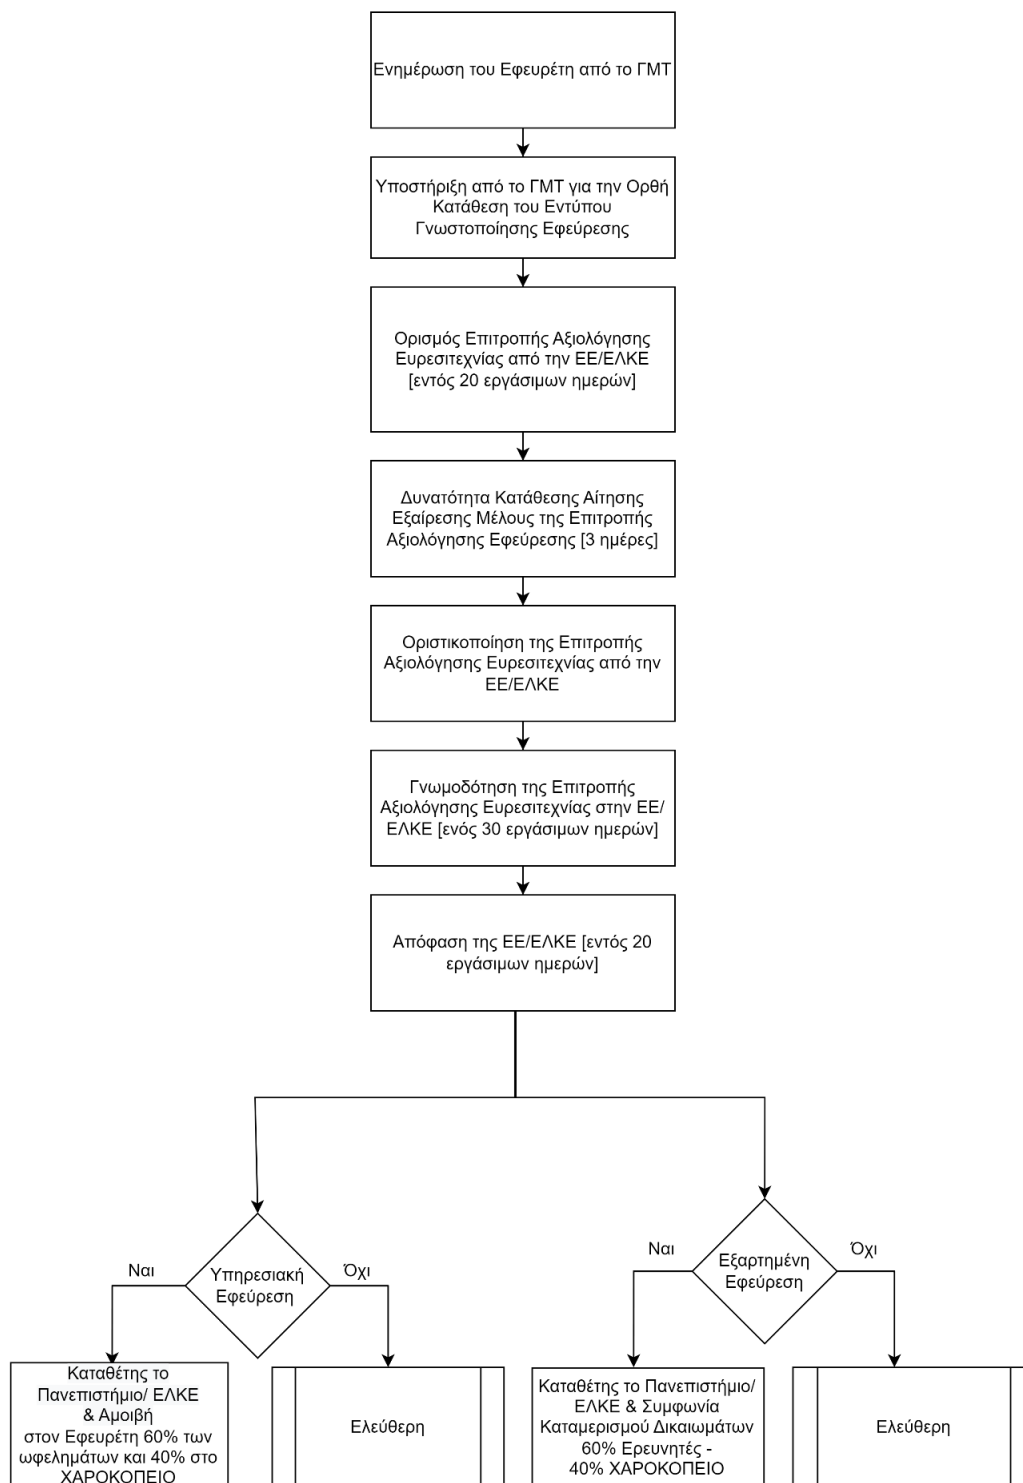 Ενημέρωση του Εφευρέτη από το ΓΜΤ
Υποστήριξη από το ΓΜΤ για την Ορθή
Κατάθεση του Εντύπου
Γνωστοποίησης Εφεύρεσης
Ορισμός Επιτροπής Αξιολόγησης
Ευρεσιτεχνίας από την ΕΕ/ΕΛΚΕ
[εντός 20 εργάσιμων ημερών]
Δυνατότητα Κατάθεσης Αίτησης
Εξαίρεσης Μέλους της Επιτροπής
Αξιολόγησης Εφεύρεσης [3 ημέρες]
Οριστικοποίηση της Επιτροπής
Αξιολόγησης Ευρεσιτεχνίας από την
ΕΕ/ΕΛΚΕ
Γνωμοδότηση της Επιτροπής
Αξιολόγησης Ευρεσιτεχνίας στην ΕΕ/
ΕΛΚΕ [ενός 30 εργάσιμων ημερών]
Απόφαση της ΕΕ/ΕΛΚΕ [εντός 20
εργάσιμων ημερών]
Ναι
Υπηρεσιακή
Εφεύρεση
Όχι
Ναι
Εξαρτημένη
Εφεύρεση
Όχι
Καταθέτης το
Πανεπιστήμιο/ ΕΛΚΕ
& Αμοιβή
στον Εφευρέτη 60% των
ωφελημάτων και 40% στο
ΧΑΡΟΚΟΠΕΙΟ
Ελεύθερη
Καταθέτης το Πανεπιστήμιο/
ΕΛΚΕ & Συμφωνία
Καταμερισμού Δικαιωμάτων
60% Ερευνητές -
40% ΧΑΡΟΚΟΠΕΙΟ
Ελεύθερη